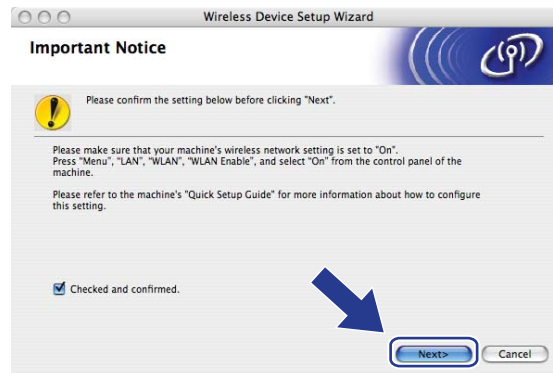 Wireless Device Setup Wizard
Important Notice
Please confirm the setting below before clicking "Next".
Please make sure that your machine's wireless network setting is set to "On".
Press "Menu", "LAN", "WLAN", "WLAN Enable", and select "On" from the control panel of the
machine.
Please refer to the machine's "Quick Setup Guide" for more information about how to configure
this setting.
Checked and confirmed.
Next>
Cancel